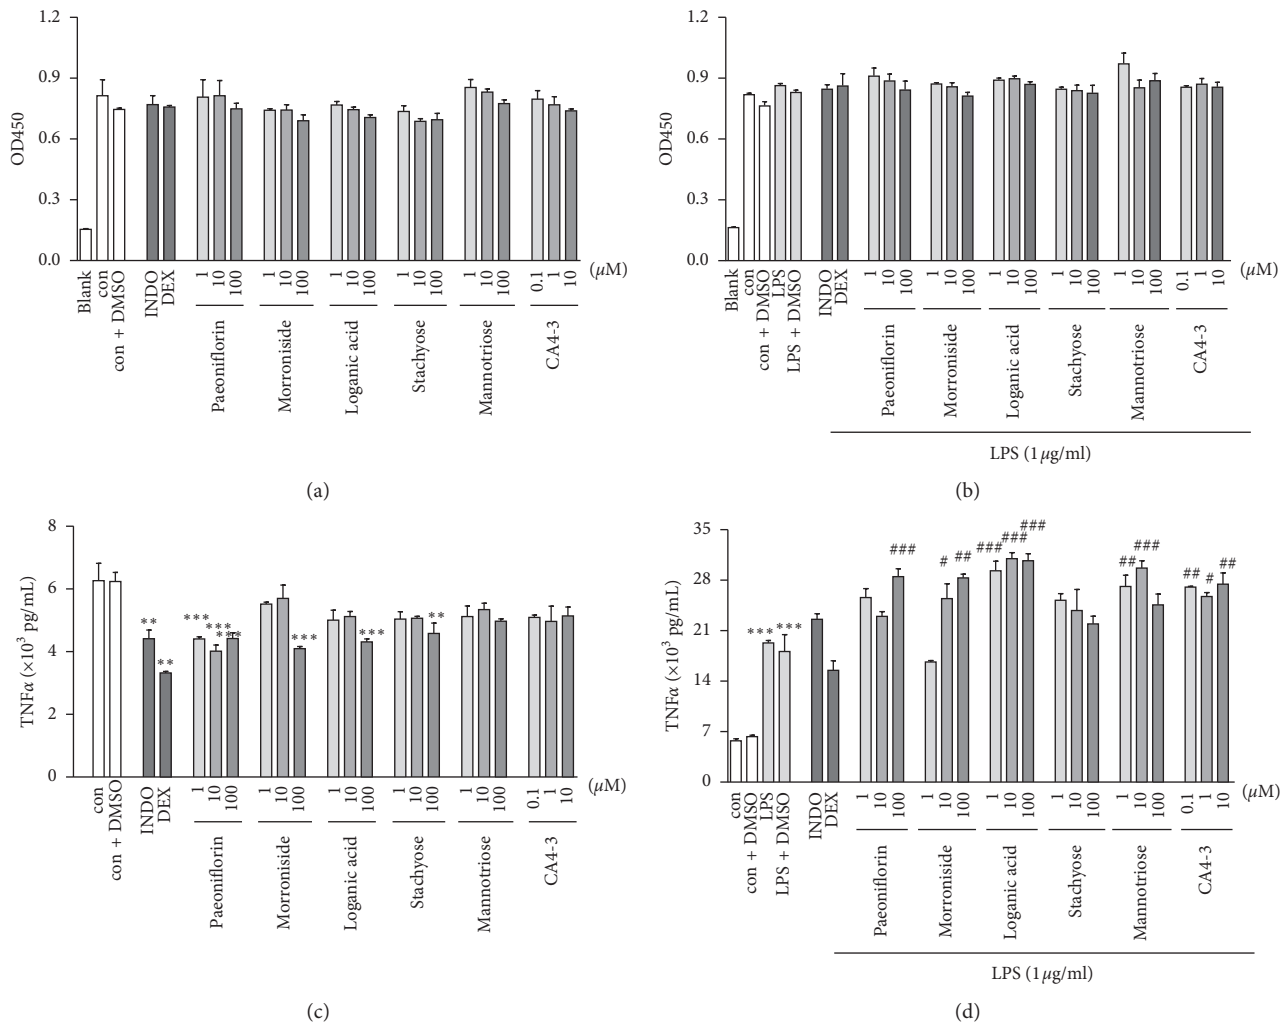 1.2
0.9
0.6
0.3
0.0
OD450
Blank
con
con + DMSO
INDO
DEX
1
10
100
1
10
100
1
10
100
1
10
100
1
10
100
0.1
1
10
(μM)
Paeoniflorin
Morroniside
Loganic acid
Stachyose
Mannotriose
CA4-3
(a)
1.2
0.9
0.6
0.3
0.0
OD450
Blank
con
con + DMSO
LPS
LPS + DMSO
INDO
DEX
1
10
100
1
10
100
1
10
100
1
10
100
1
10
100
0.1
1
10
(μM)
Paeoniflorin
Morroniside
Loganic acid
Stachyose
Mannotriose
CA4-3
LPS (1 μg/ml)
(b)
8
6
4
2
0
TNFα (×10³ pg/mL)
**
**
***
***
***
***
***
**
con
con + DMSO
INDO
DEX
1
10
100
1
10
100
1
10
100
1
10
100
1
10
100
0.1
1
10
(μM)
Paeoniflorin
Morroniside
Loganic acid
Stachyose
Mannotriose
CA4-3
(c)
35
28
21
14
7
0
TNFα (×10³ pg/mL)
***
***
###
#
##
###
###
###
##
###
##
#
##
con
con + DMSO
LPS
LPS + DMSO
INDO
DEX
1
10
100
1
10
100
1
10
100
1
10
100
1
10
100
0.1
1
10
(μM)
Paeoniflorin
Morroniside
Loganic acid
Stachyose
Mannotriose
CA4-3
LPS (1 μg/ml)
(d)